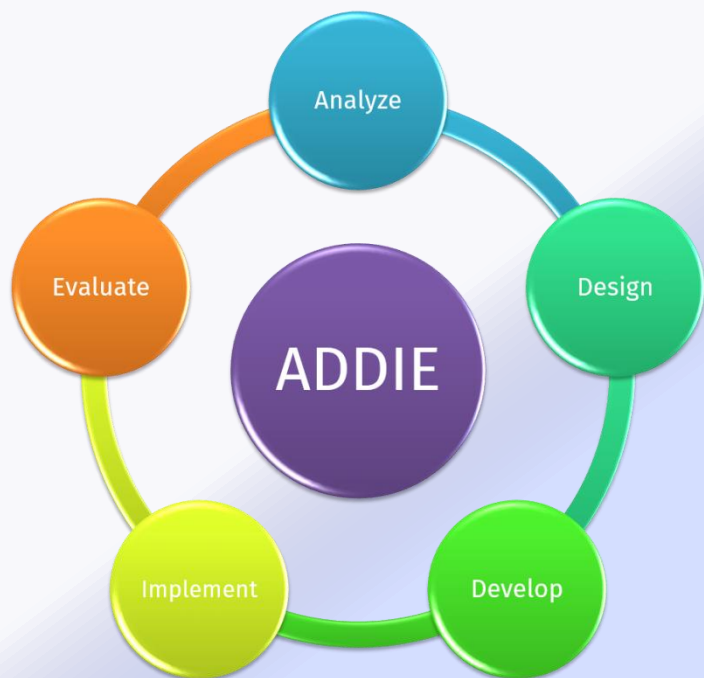 Analyze
Design
Develop
Implement
Evaluate
ADDIE